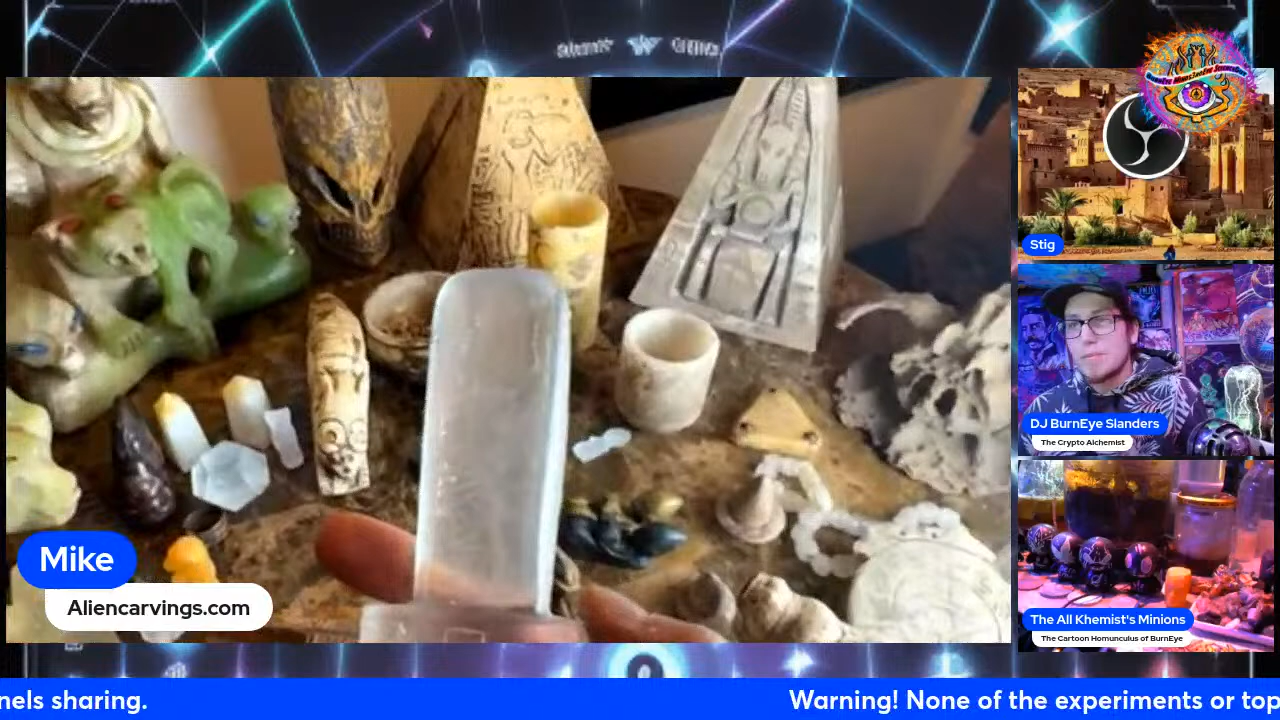 Stig
DJ BurnEye Slanders
The Crypto Alchemist
Mike
Aliencarvings.com
The All Khemist's Minions
The Cartoon Homunculus of BurnEye
nels sharing.
Warning! None of the experiments or top